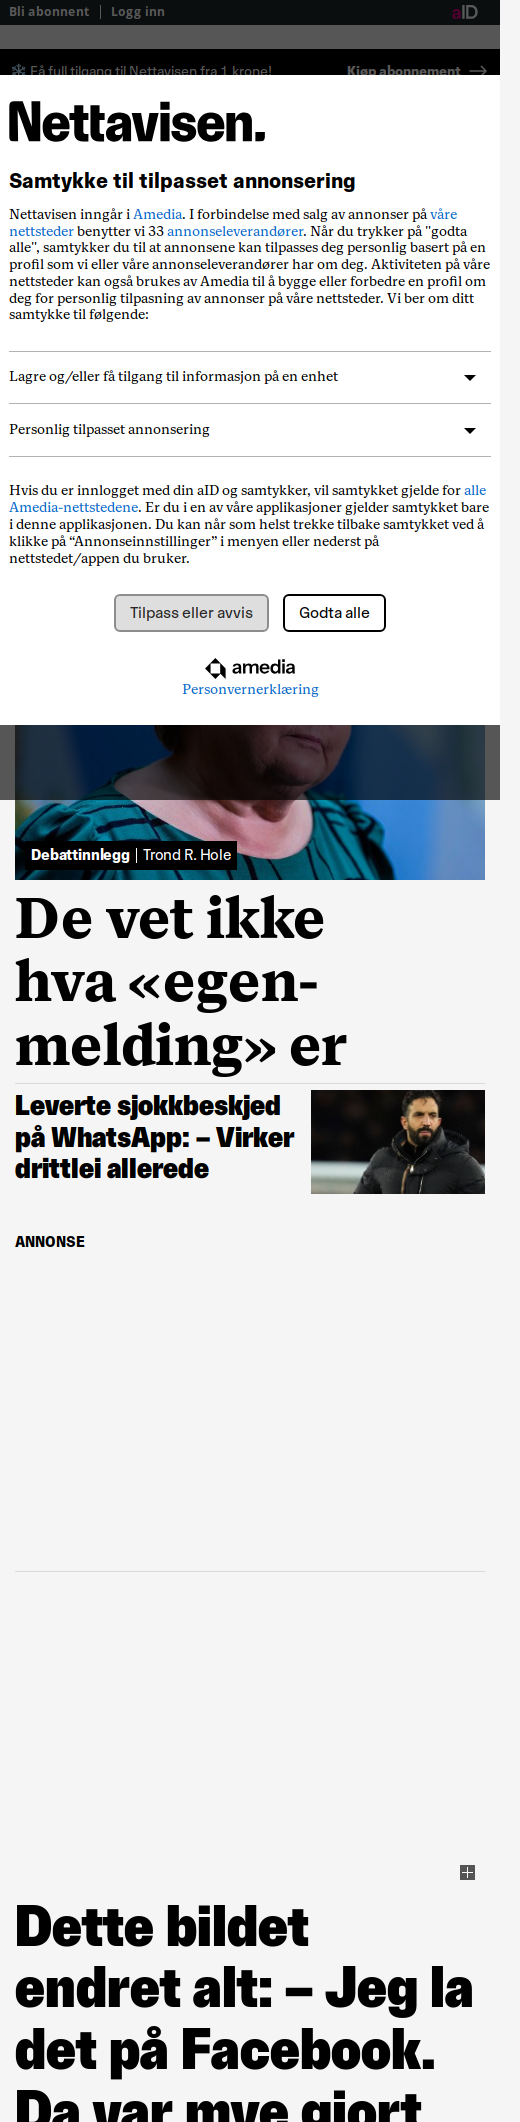 Bli abonnent | Logg inn
aID
❄️ Få full tilgang til Nettavisen fra 1 krone!
Kjøp abonnement →
Nettavisen.
Samtykke til tilpasset annonsering
Nettavisen inngår i Amedia. I forbindelse med salg av annonser på våre
nettsteder benytter vi 33 annonseleverandører. Når du trykker på "godta
alle", samtykker du til at annonsene kan tilpasses deg personlig basert på en
profil som vi eller våre annonseleverandører har om deg. Aktiviteten på våre
nettsteder kan også brukes av Amedia til å bygge eller forbedre en profil om
deg for personlig tilpasning av annonser på våre nettsteder. Vi ber om ditt
samtykke til følgende:
Lagre og/eller få tilgang til informasjon på en enhet
Personlig tilpasset annonsering
Hvis du er innlogget med din aID og samtykker, vil samtykket gjelde for alle
Amedia-nettstedene. Er du i en av våre applikasjoner gjelder samtykket bare
i denne applikasjonen. Du kan når som helst trekke tilbake samtykket ved å
klikke på “Annonseinnstillinger” i menyen eller nederst på
nettstedet/appen du bruker.
Tilpass eller avvis
Godta alle
amedia
Personvernerklæring
Debattinnlegg | Trond R. Hole
De vet ikke
hva «egen-
melding» er
Leverte sjokkbeskjed
på WhatsApp: – Virker
drittlei allerede
ANNONSE
Dette bildet
endret alt: – Jeg la
det på Facebook.
Da var mye gjort